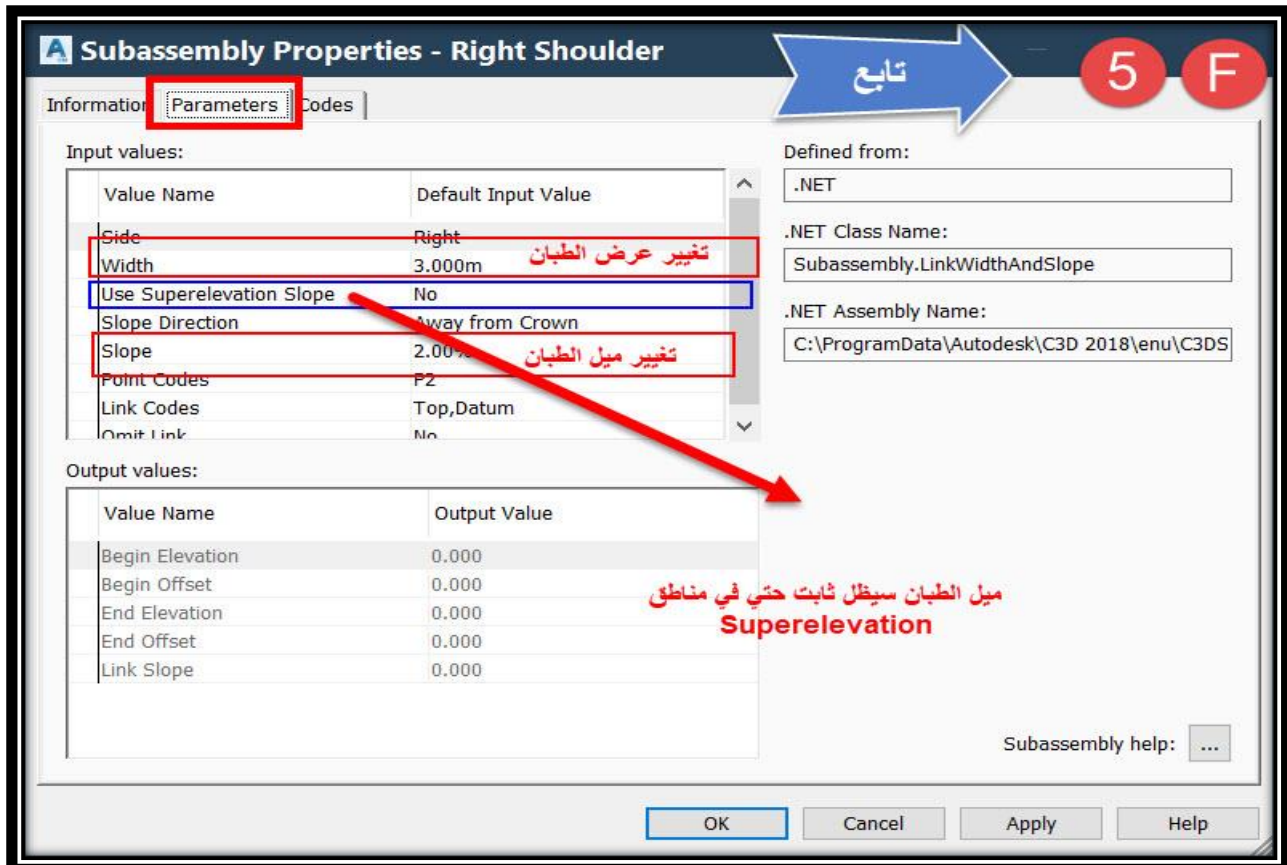 Subassembly Properties - Right Shoulder
تابع
5 F
Information Parameters Codes
Input values:
Value Name Default Input Value
Side Right
Width 3.000m
تغيير عرض الطبان
Use Superelevation Slope No
Slope Direction Away from Crown
Slope 2.00%
تغيير ميل الطبان
Point Codes P2
Link Codes Top,Datum
Omit Link No
Defined from:
.NET
.NET Class Name:
Subassembly.LinkWidthAndSlope
.NET Assembly Name:
C:\ProgramData\Autodesk\C3D 2018\enu\C3DS
Output values:
Value Name Output Value
Begin Elevation 0.000
Begin Offset 0.000
End Elevation 0.000
End Offset 0.000
Link Slope 0.000
ميل الطبان سيظل ثابت حتي في مناطق
Superelevation
Subassembly help: ...
OK Cancel Apply Help